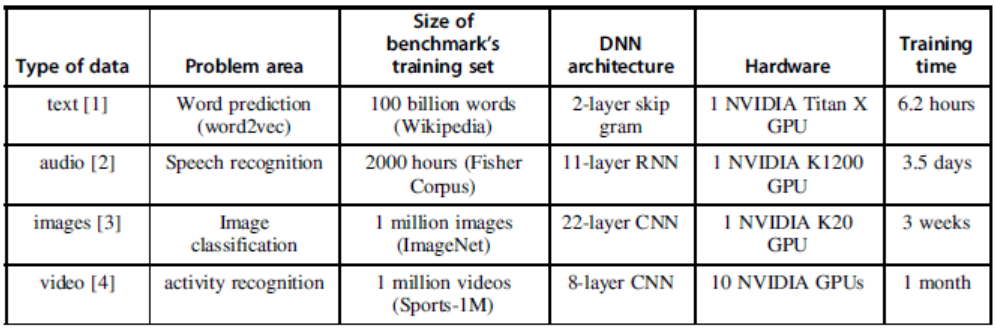 Type of data | Problem area | Size of benchmark's training set | DNN architecture | Hardware | Training time
text [1] | Word prediction (word2vec) | 100 billion words (Wikipedia) | 2-layer skip gram | 1 NVIDIA Titan X GPU | 6.2 hours
audio [2] | Speech recognition | 2000 hours (Fisher Corpus) | 11-layer RNN | 1 NVIDIA K1200 GPU | 3.5 days
images [3] | Image classification | 1 million images (ImageNet) | 22-layer CNN | 1 NVIDIA K20 GPU | 3 weeks
video [4] | activity recognition | 1 million videos (Sports-1M) | 8-layer CNN | 10 NVIDIA GPUs | 1 month